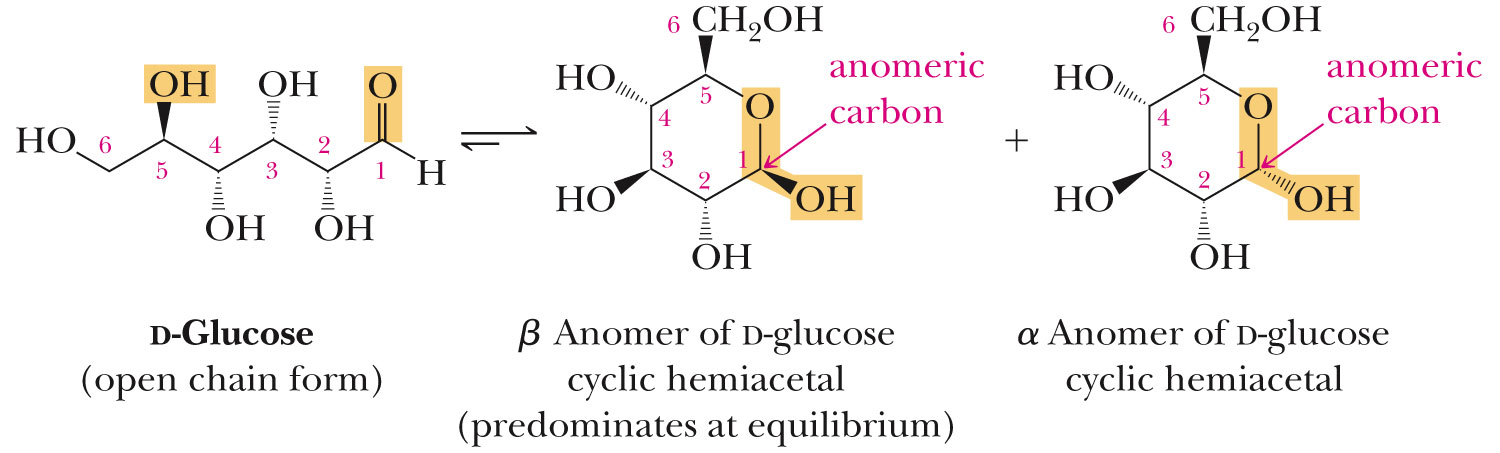 OH
OH
O
HO
6
5
4
3
2
1
H
OH
OH
6 CH₂OH
HO
5
O
anomeric
carbon
4
3
2
1
HO
OH
OH
+
6 CH₂OH
HO
5
O
anomeric
carbon
4
3
2
1
HO
OH
OH
D-Glucose
(open chain form)
β Anomer of D-glucose
cyclic hemiacetal
(predominates at equilibrium)
α Anomer of D-glucose
cyclic hemiacetal